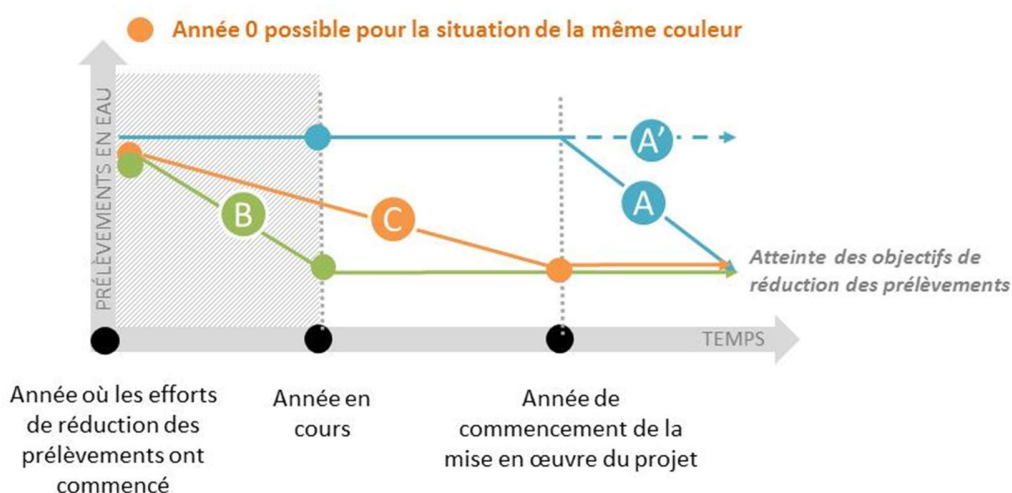 Année 0 possible pour la situation de la même couleur
PRÉLÈVEMENTS EN EAU
A'
A
B
C
Atteinte des objectifs de
réduction des prélèvements
TEMPS
Année où les efforts
de réduction des
prélèvements ont
commencé
Année en
cours
Année de
commencement de la
mise en œuvre du projet